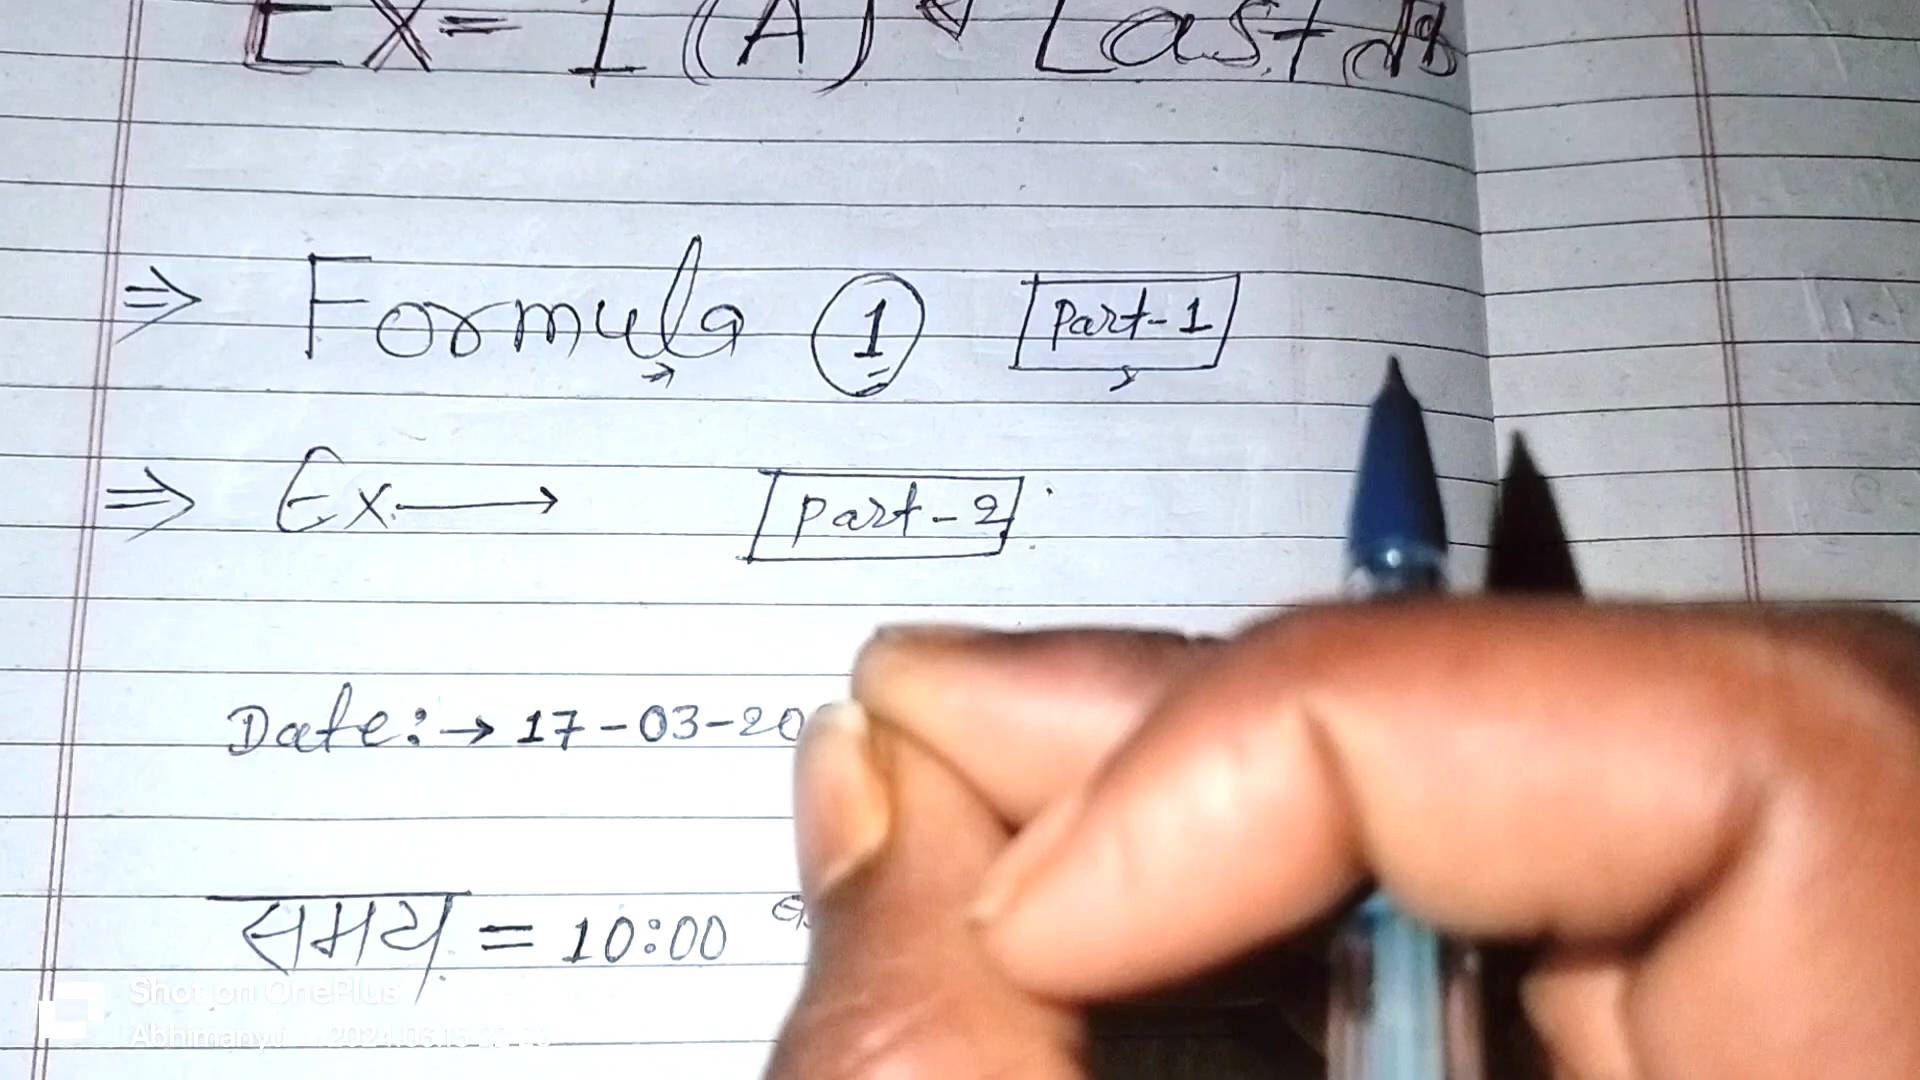 EX= I (A) Last
⇒ Formula ① Part-1
⇒ Ex. → Part-2
Date:→ 17-03-20
समय = 10:00
Shot on OnePlus
Abhimanyu